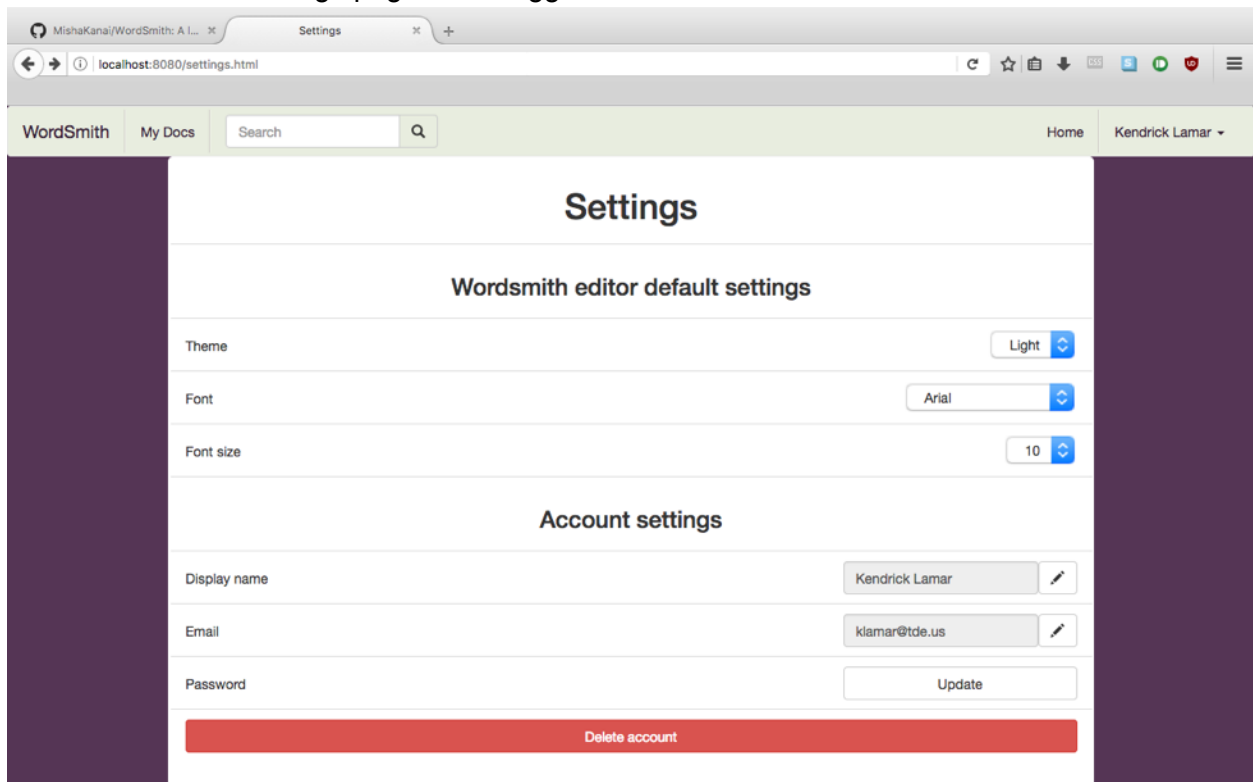 MishaKanai/WordSmith: A l...
Settings
localhost:8080/settings.html
WordSmith My Docs Search Home Kendrick Lamar
Settings
Wordsmith editor default settings
Theme Light
Font Arial
Font size 10
Account settings
Display name Kendrick Lamar
Email klamar@tde.us
Password Update
Delete account